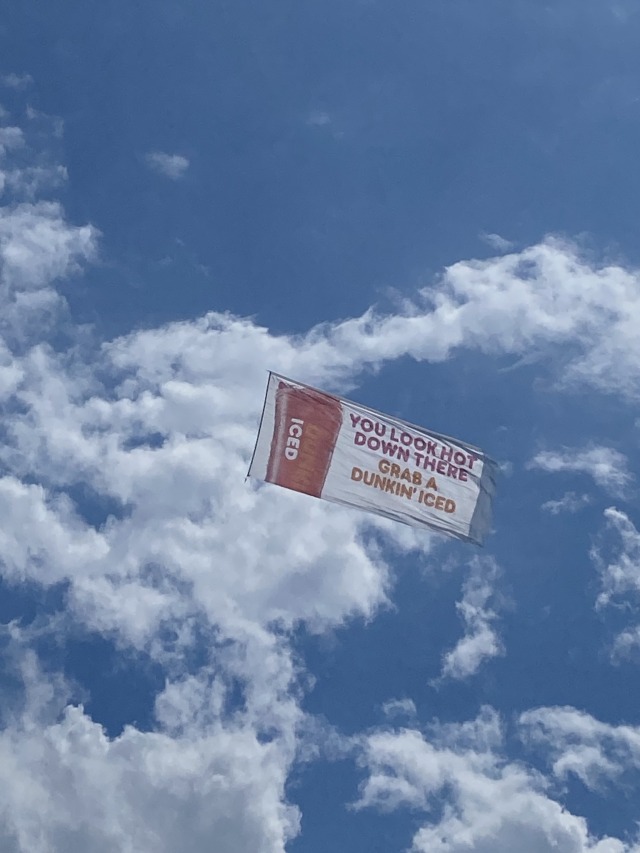 ICED
YOU LOOK HOT
DOWN THERE
GRAB A
DUNKIN' ICED